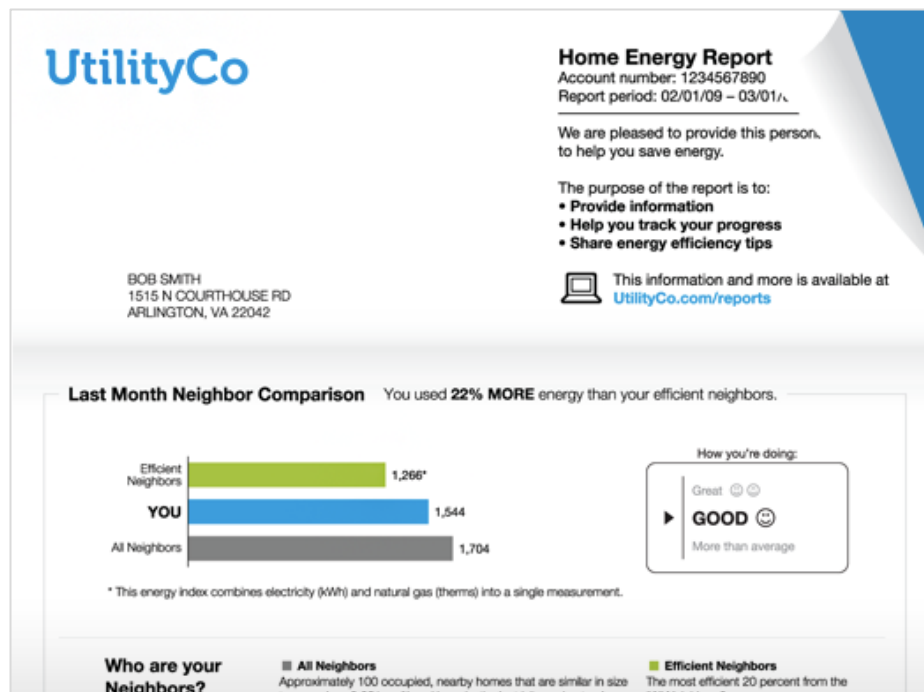 UtilityCo
Home Energy Report
Account number: 1234567890
Report period: 02/01/09 – 03/01/
We are pleased to provide this
to help you save energy.
The purpose of the report is to:
• Provide information
• Help you track your progress
• Share energy efficiency tips
This information and more is available at
UtilityCo.com/reports
BOB SMITH
1515 N COURTHOUSE RD
ARLINGTON, VA 22042
Last Month Neighbor Comparison You used 22% MORE energy than your efficient neighbors.
Efficient
Neighbors
1,266*
YOU
1,544
All Neighbors
1,704
How you're doing:
Great
GOOD
More than average
* This energy index combines electricity (kWh) and natural gas (therms) into a single measurement.
Who are your
Neighbors?
All Neighbors
Approximately 100 occupied, nearby homes that are similar in size
Efficient Neighbors
The most efficient 20 percent from the